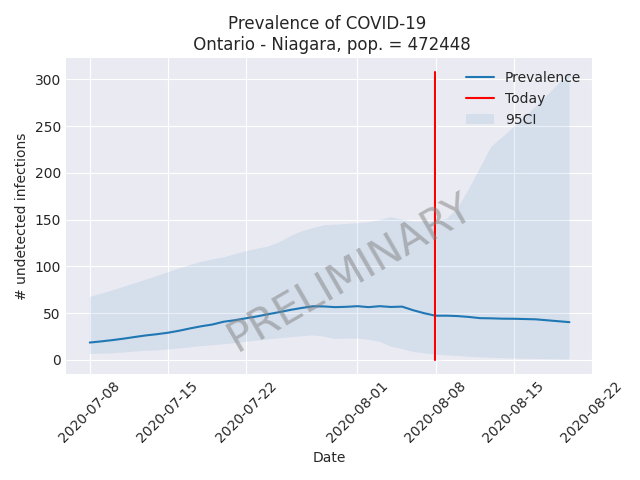 Prevalence of COVID-19
Ontario - Niagara, pop. = 472448
300
250
200
150
100
50
0
# undetected infections
Prevalence
Today
95CI
PRELIMINARY
2020-07-08
2020-07-15
2020-07-22
2020-08-01
2020-08-08
2020-08-15
2020-08-22
Date